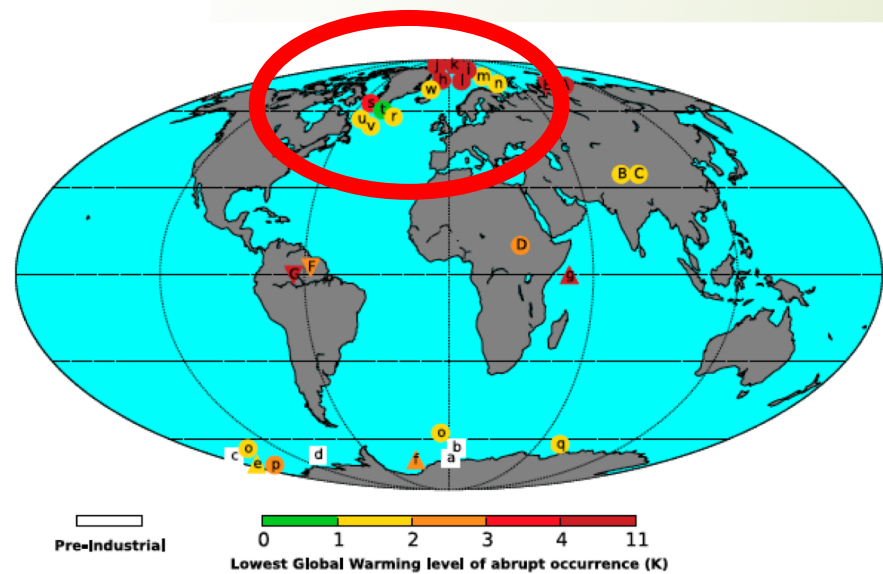 j k i
h l m n
w
s t
u v r
B C
D
F
G g
o
o b q
c d a
e p f
Pre-Industrial
0 1 2 3 4 11
Lowest Global Warming level of abrupt occurrence (K)